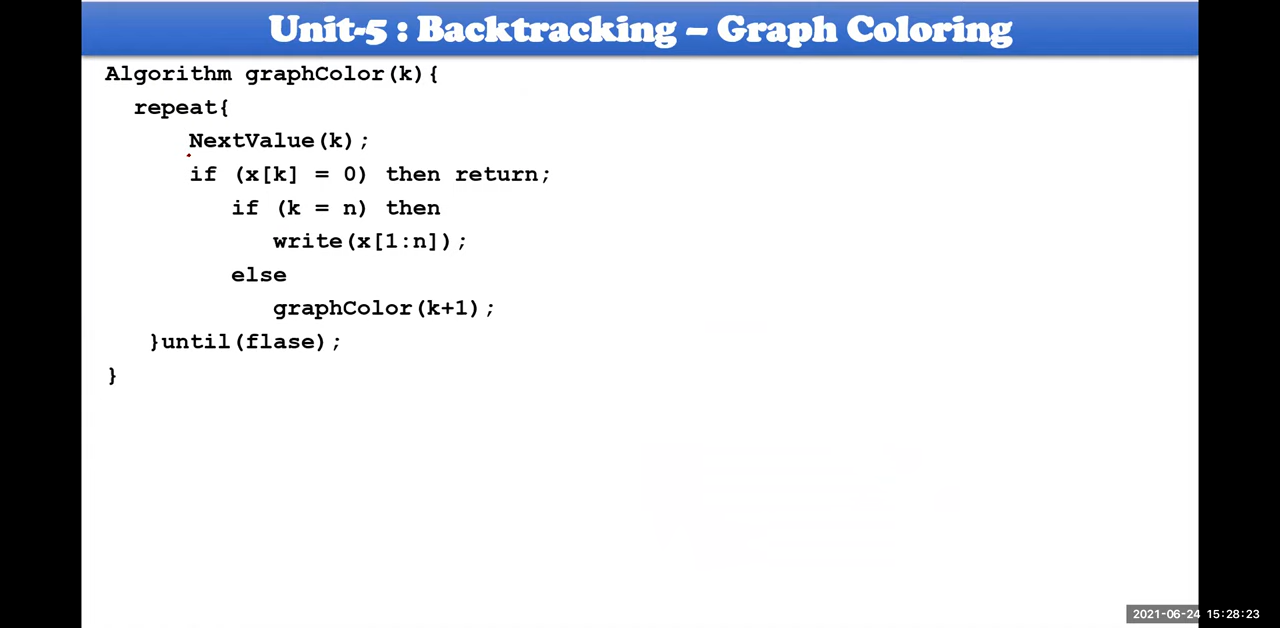 Unit-5 : Backtracking – Graph Coloring
Algorithm graphColor(k){
repeat{
NextValue(k);
if (x[k] = 0) then return;
if (k = n) then
write(x[1:n]);
else
graphColor(k+1);
}until(flase);
}
2021-06-24 15:28:23